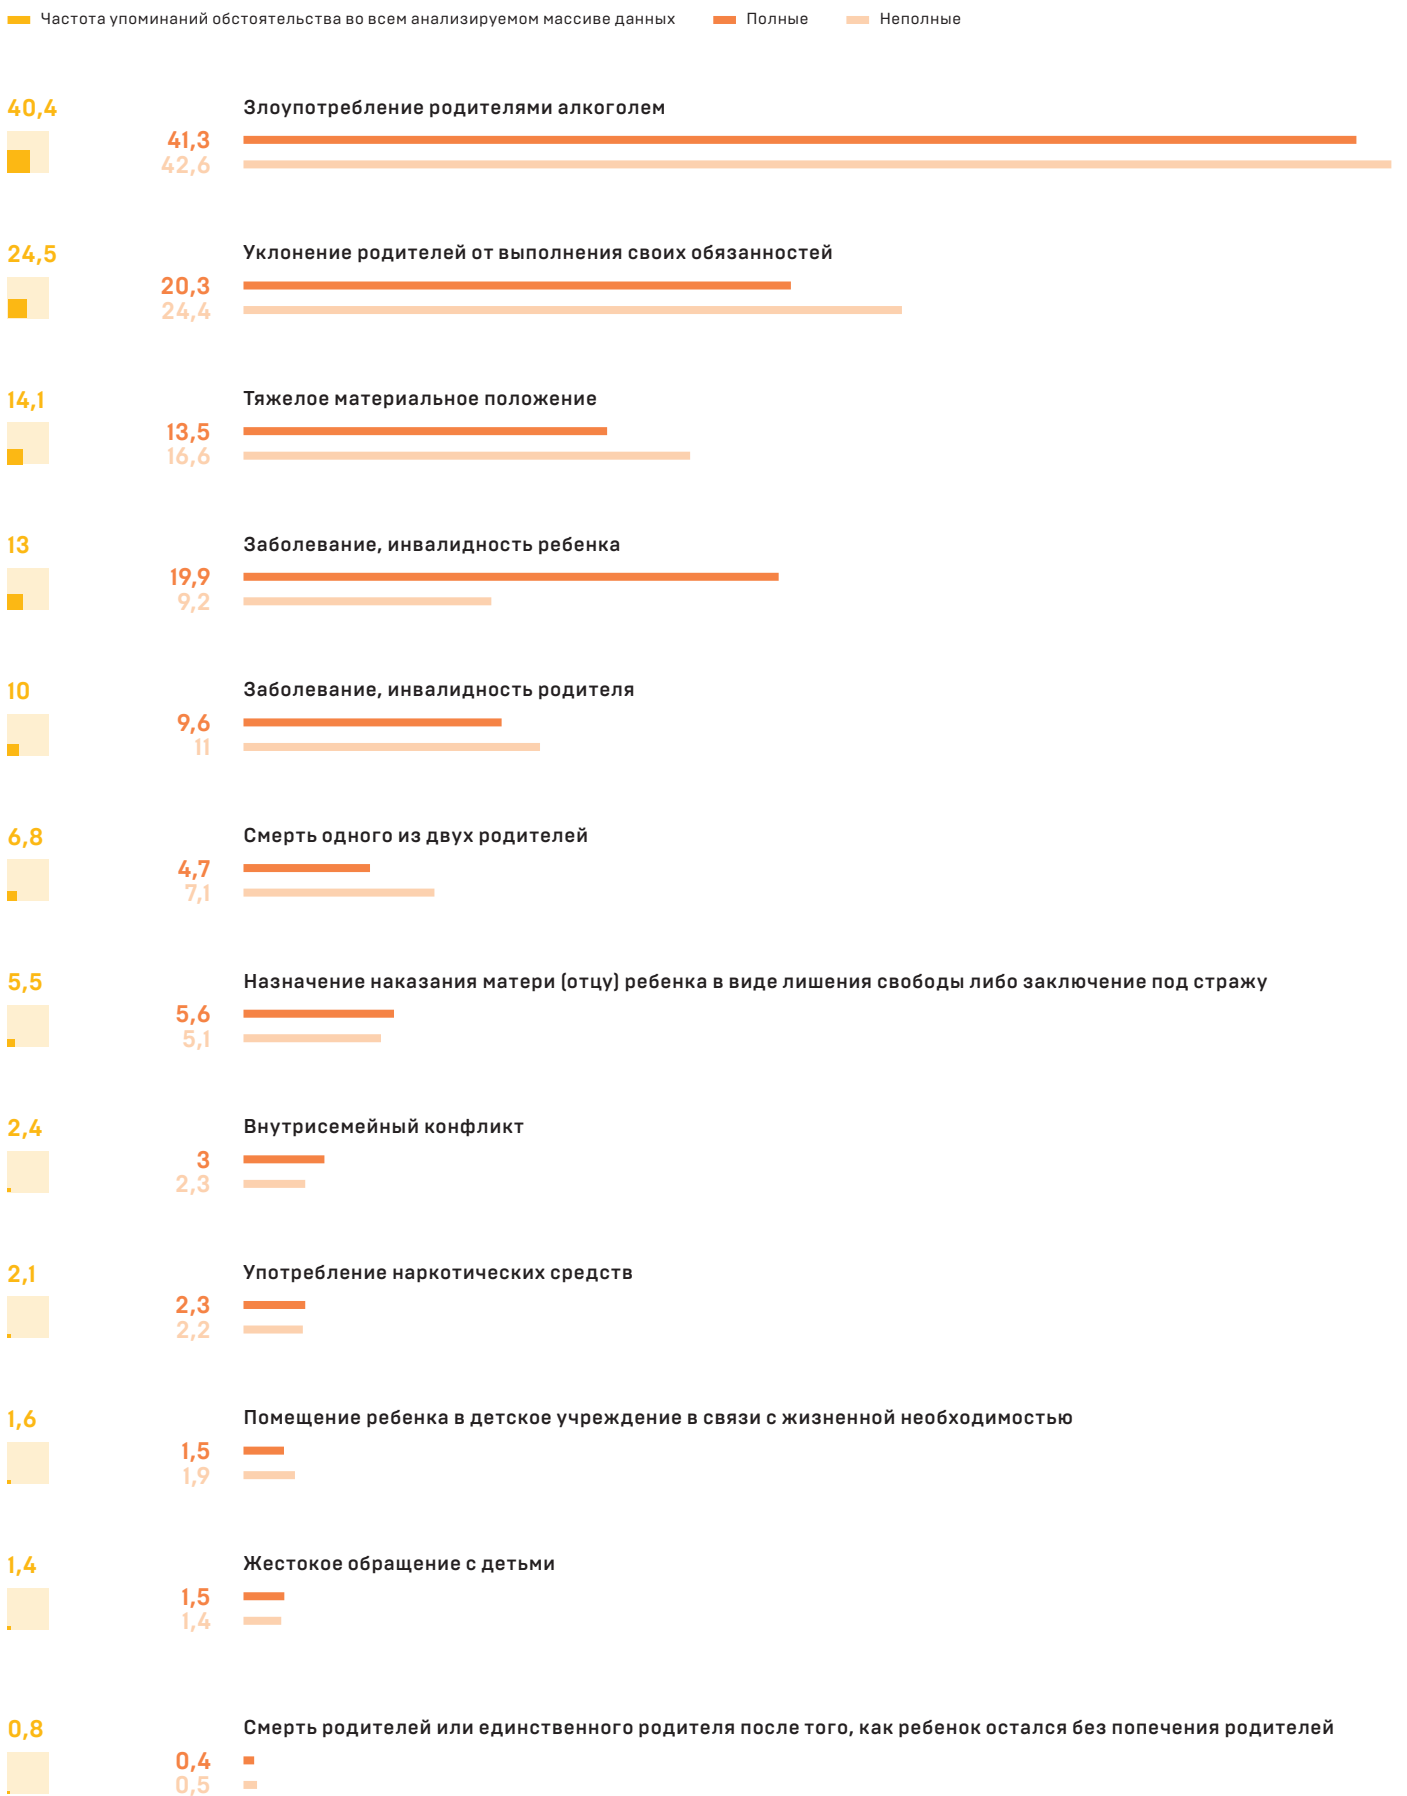 Частота упоминаний обстоятельства во всем анализируемом массиве данных Полные Неполные
40,4 Злоупотребление родителями алкоголем
41,3
42,6
24,5 Уклонение родителей от выполнения своих обязанностей
20,3
24,4
14,1 Тяжелое материальное положение
13,5
16,6
13 Заболевание, инвалидность ребенка
19,9
9,2
10 Заболевание, инвалидность родителя
9,6
11
6,8 Смерть одного из двух родителей
4,7
7,1
5,5 Назначение наказания матери (отцу) ребенка в виде лишения свободы либо заключение под стражу
5,6
5,1
2,4 Внутрисемейный конфликт
3
2,3
2,1 Употребление наркотических средств
2,3
2,2
1,6 Помещение ребенка в детское учреждение в связи с жизненной необходимостью
1,5
1,9
1,4 Жестокое обращение с детьми
1,5
1,4
0,8 Смерть родителей или единственного родителя после того, как ребенок остался без попечения родителей
0,4
0,5